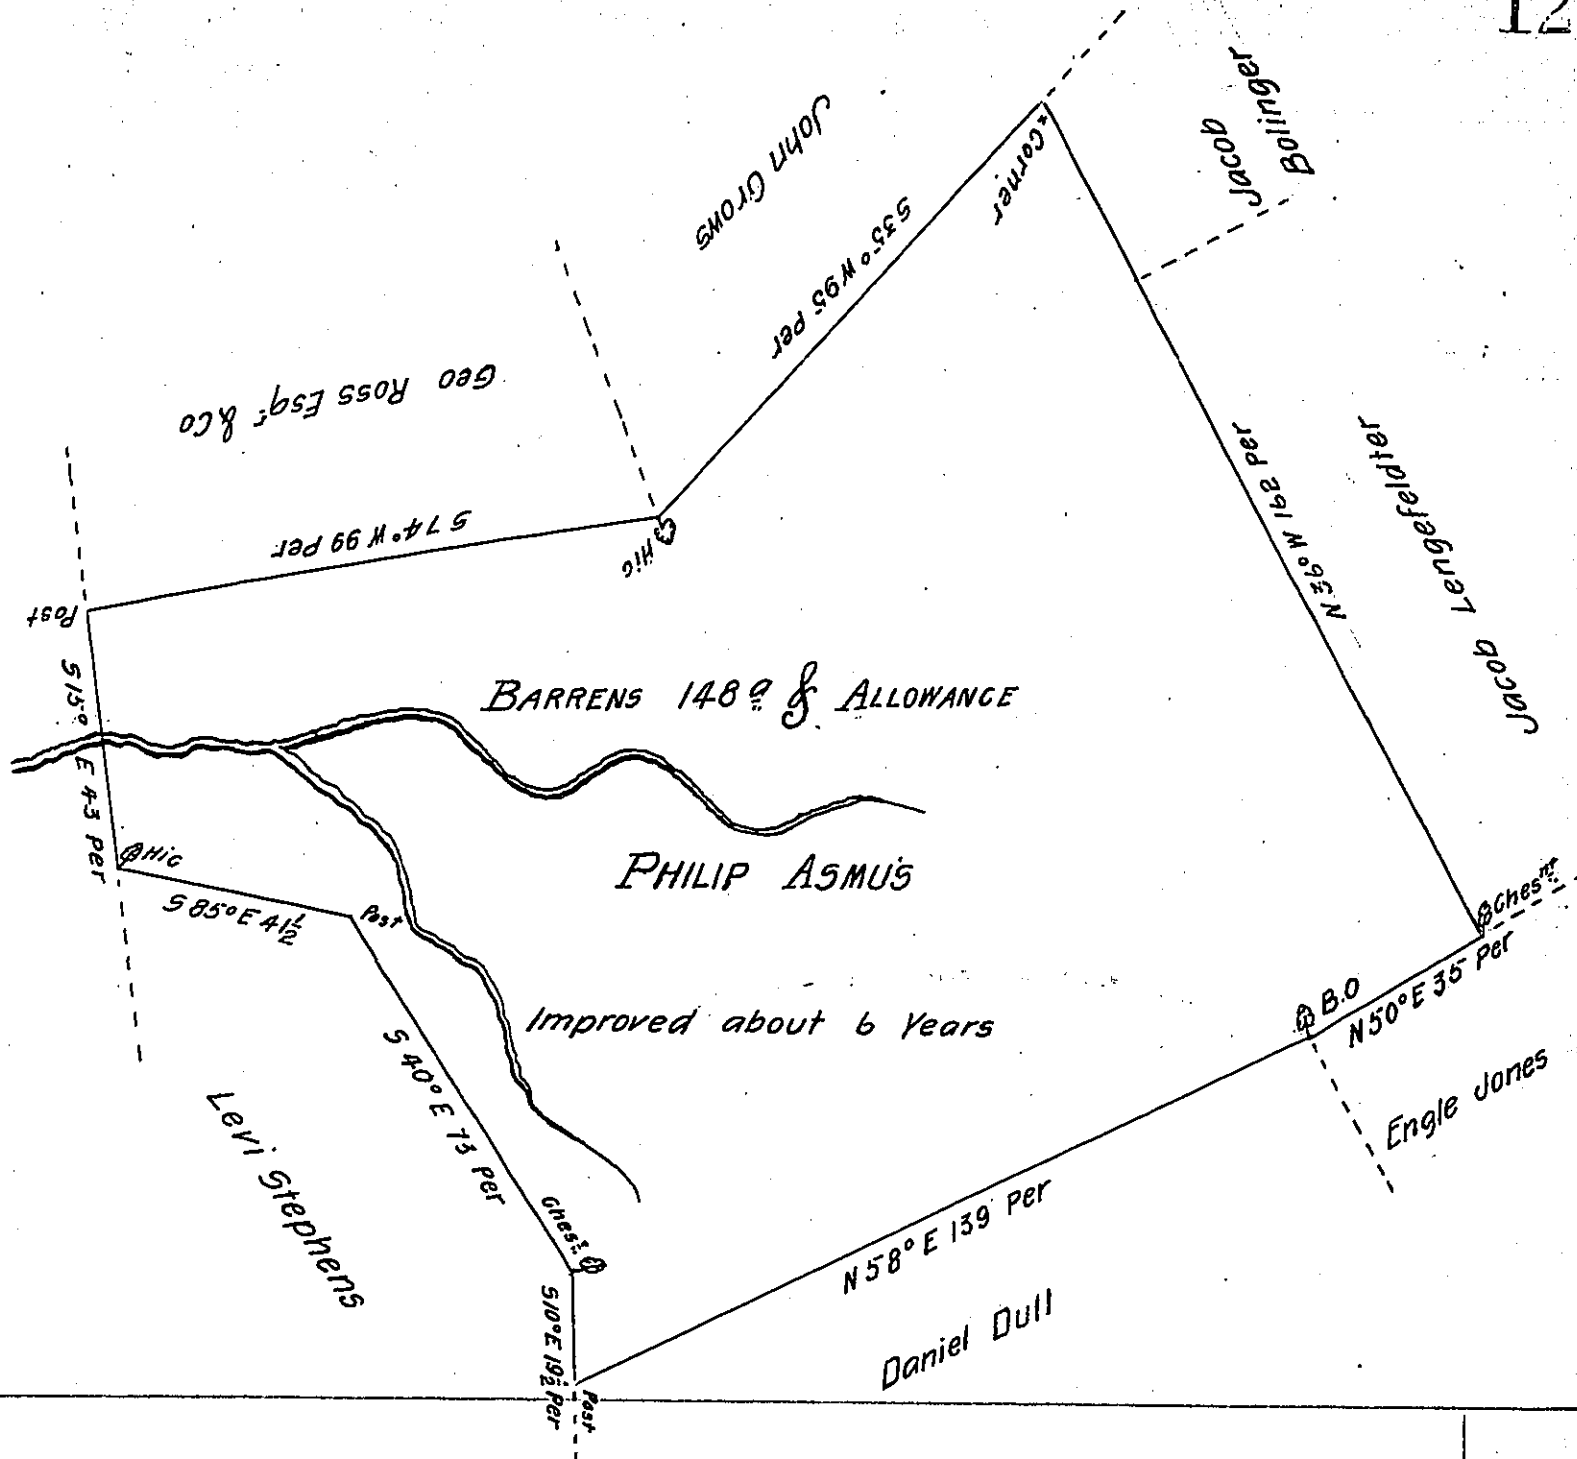 12
Jacob
Bolinger
John Grows
* Corner
S 35° W 95 Per
Geo Ross Esqr & Co
S 74° W 99 Per
Hic
N 36° W 162 Per
Jacob Lengefeldter
Post
S 15° E 43 Per
BARRENS 148a & ALLOWANCE
Hic
PHILIP ASMUS
S 85° E 41½
Post
Chesnt
B.O
N 50° E 35 Per
Improved about 6 Years
S 40° E 73 Per
Engle Jones
Levi Stephens
Chest
N 58° E 139 Per
S 10° E 19½ Per
Daniel Dull
Post